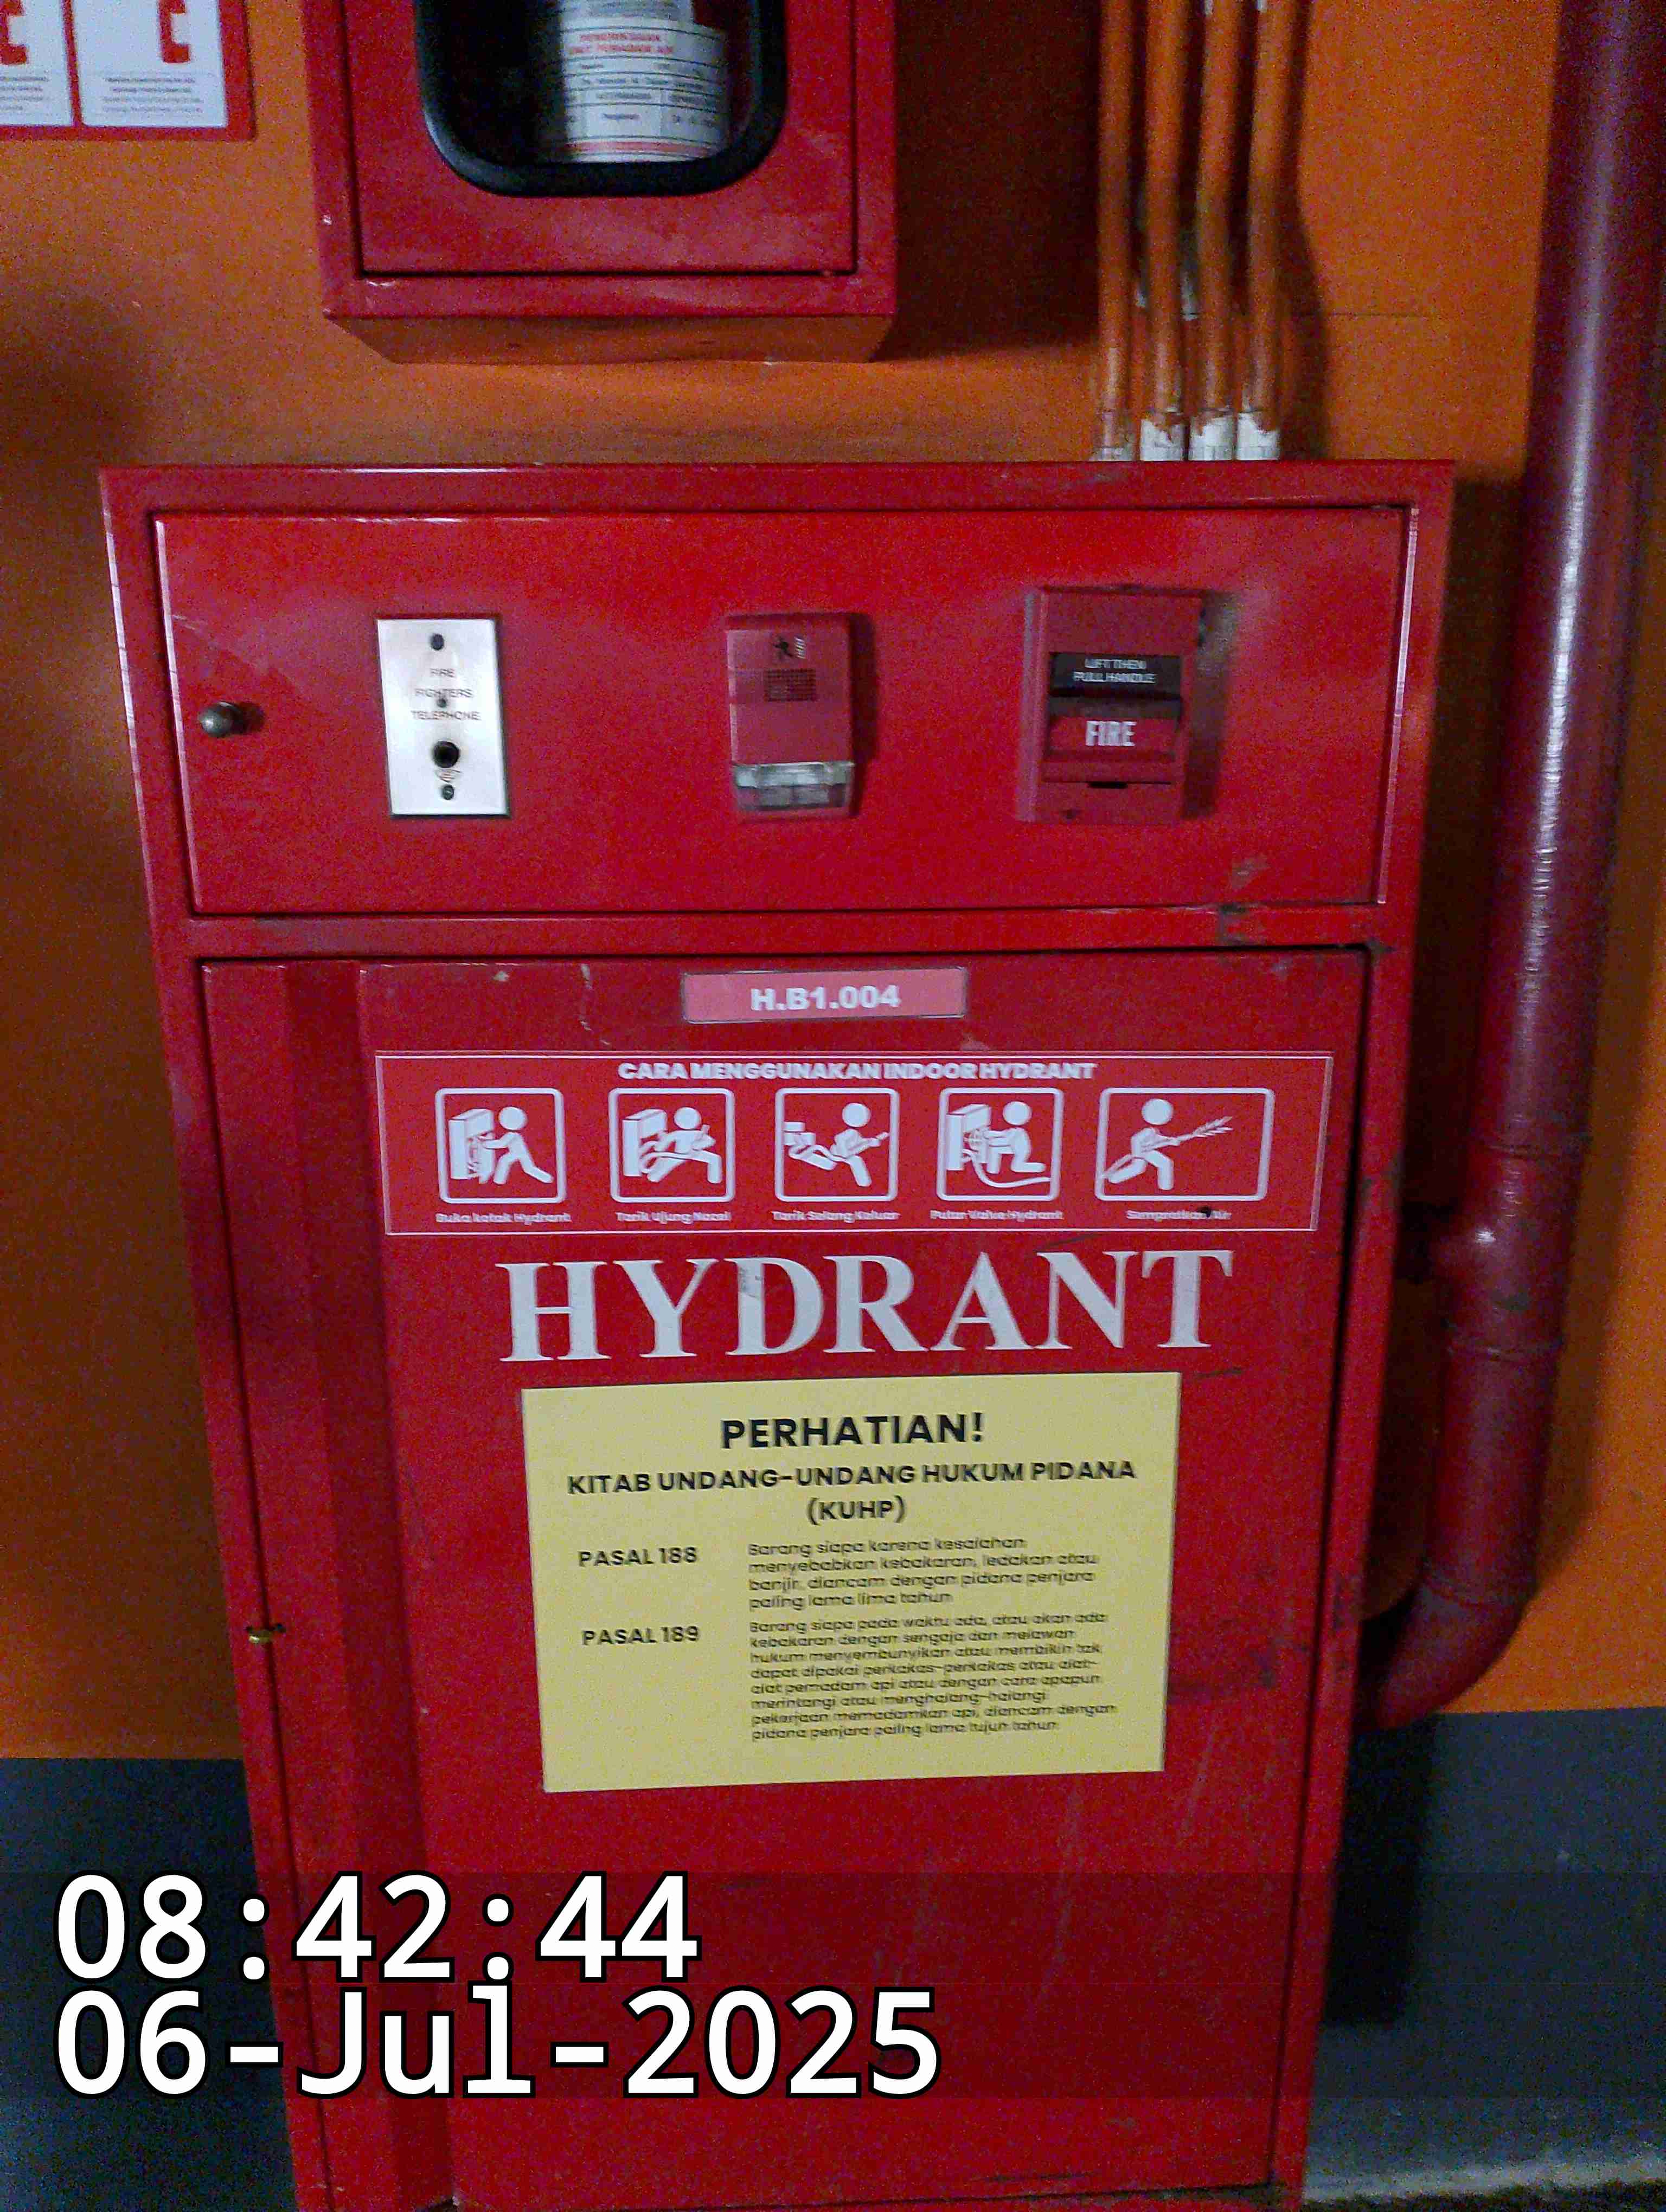 FIRE
FIGHTERS
TELEPHONE
LIFT THEN
PULL HANDLE
FIRE
H.B1.004
CARA MENGGUNAKAN INDOOR HYDRANT
Buka kotak Hydrant
Tarik Ujung Nozel
Tarik Selang Keluar
Putar Valve Hydrant
Semprotkan Air
HYDRANT
PERHATIAN!
KITAB UNDANG-UNDANG HUKUM PIDANA
(KUHP)
PASAL 188
Barang siapa karena kesalahan
menyebabkan kebakaran, ledakan atau
banjir, diancam dengan pidana penjara
paling lama lima tahun
PASAL 189
Barang siapa pada waktu ada, atau akan ada
kebakaran dengan sengaja dan melawan
hukum menyembunyikan atau membikin tak
dapat dipakai perkakas-perkakas atau alat-
alat pemadam api atau dengan cara apapun
merintangi atau menghalang-halangi
pekerjaan memadamkan api, diancam dengan
pidana penjara paling lama tujuh tahun
08:42:44
06-Jul-2025